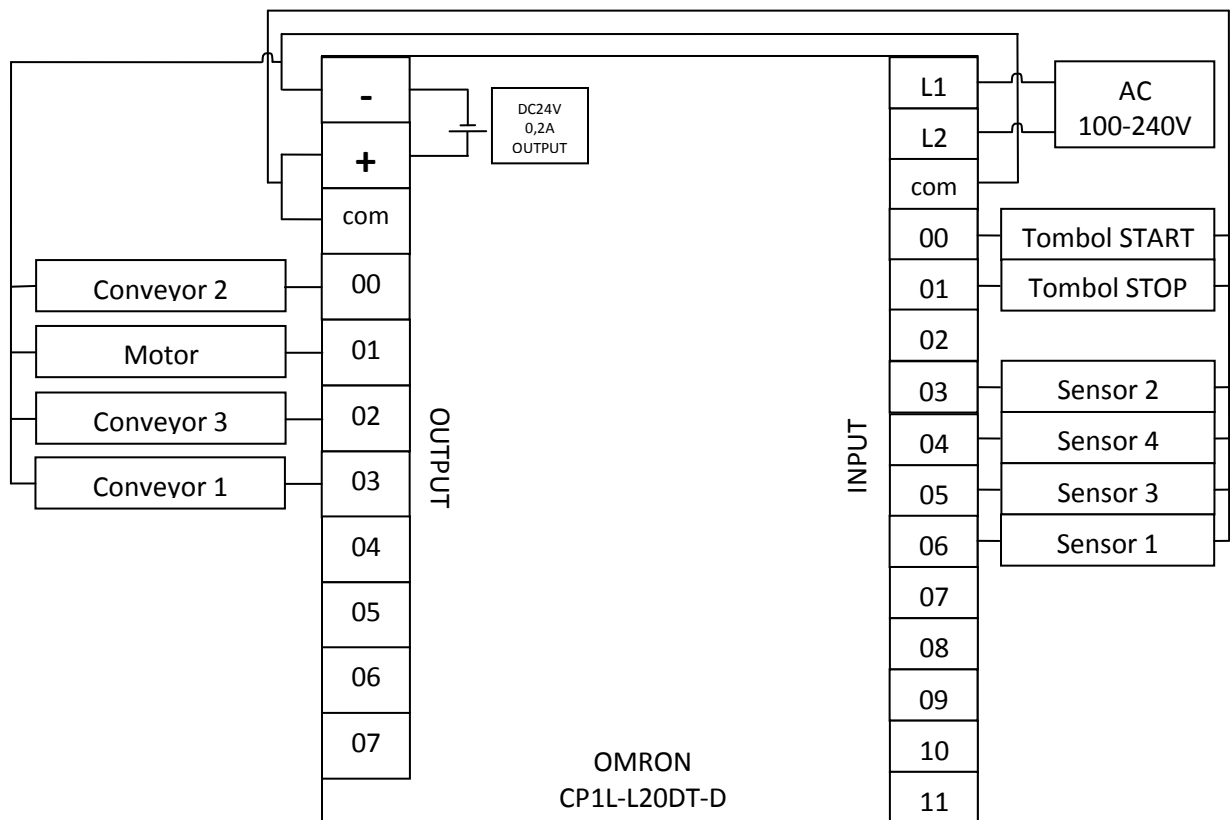 -
+
com
00
01
02
03
04
05
06
07
DC24V
0,2A
OUTPUT
Conveyor 2
Motor
Conveyor 3
Conveyor 1
OUTPUT
INPUT
L1
L2
com
00
01
02
03
04
05
06
07
08
09
10
11
AC
100-240V
Tombol START
Tombol STOP
Sensor 2
Sensor 4
Sensor 3
Sensor 1
OMRON
CP1L-L20DT-D